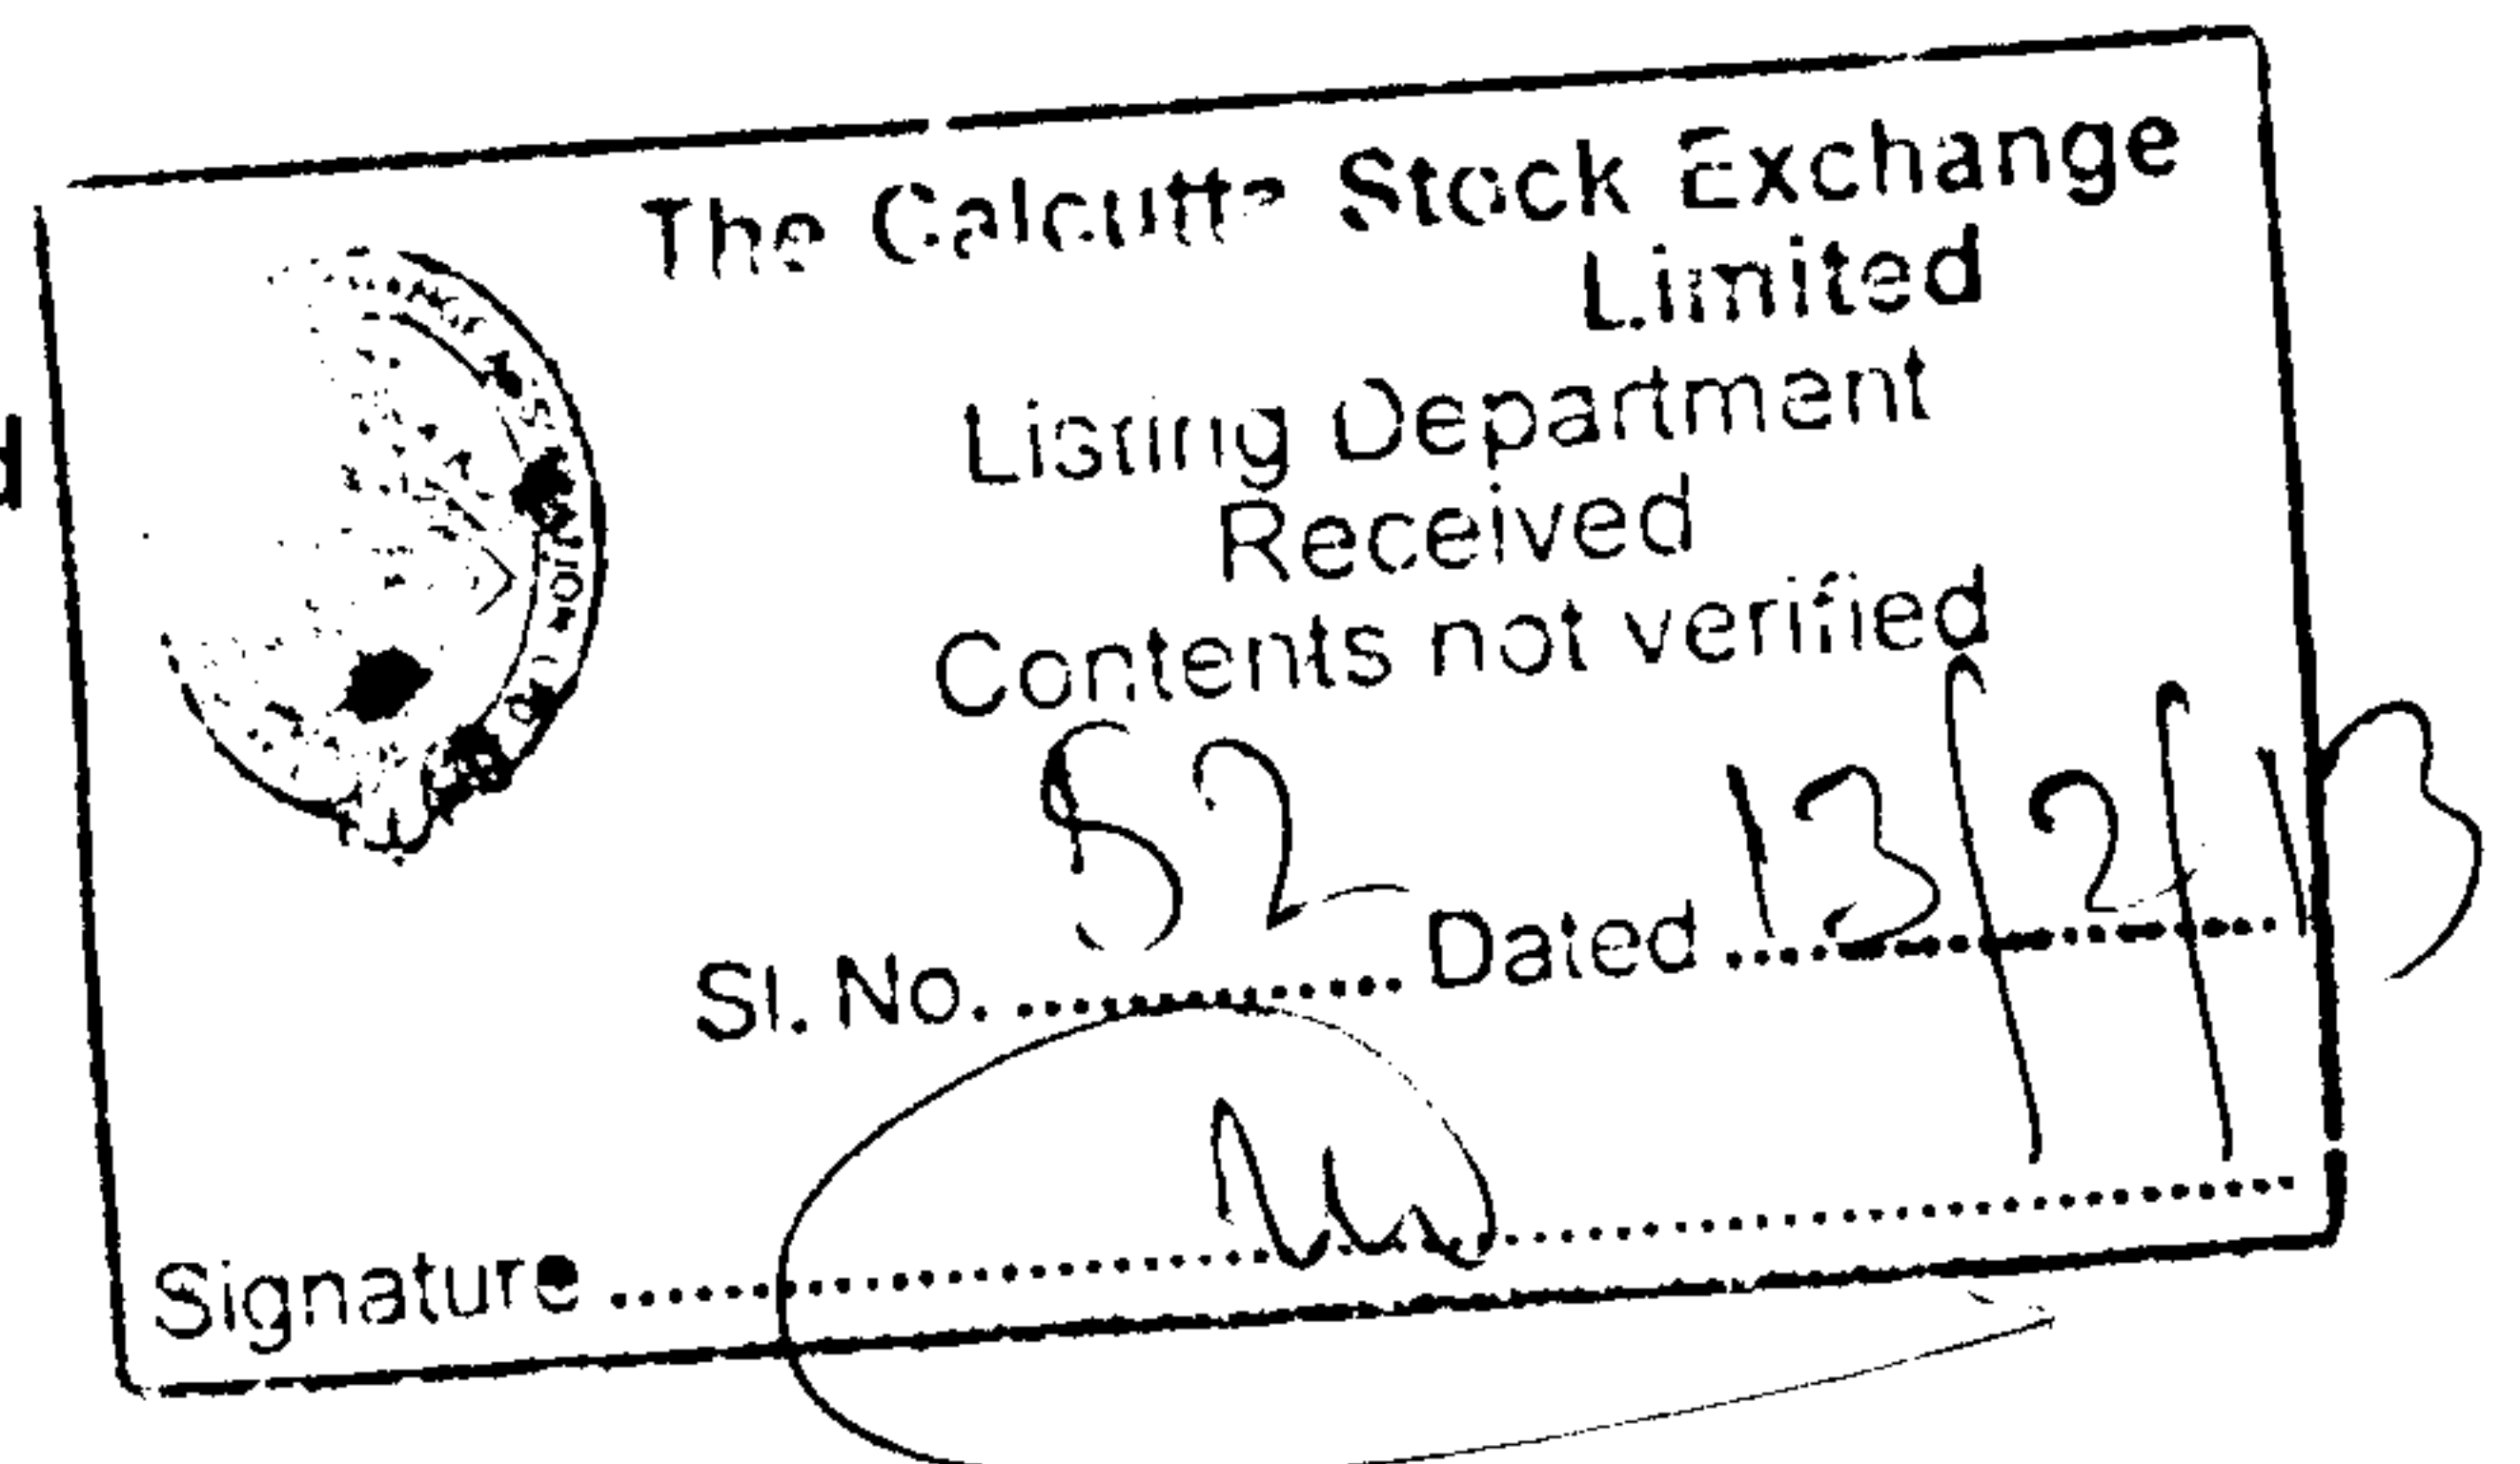 The Calcutta Stock Exchange
Limited
Listing Department
Received
Contents not verified
Sl. No. 52 Dated 13/2/13
Signature